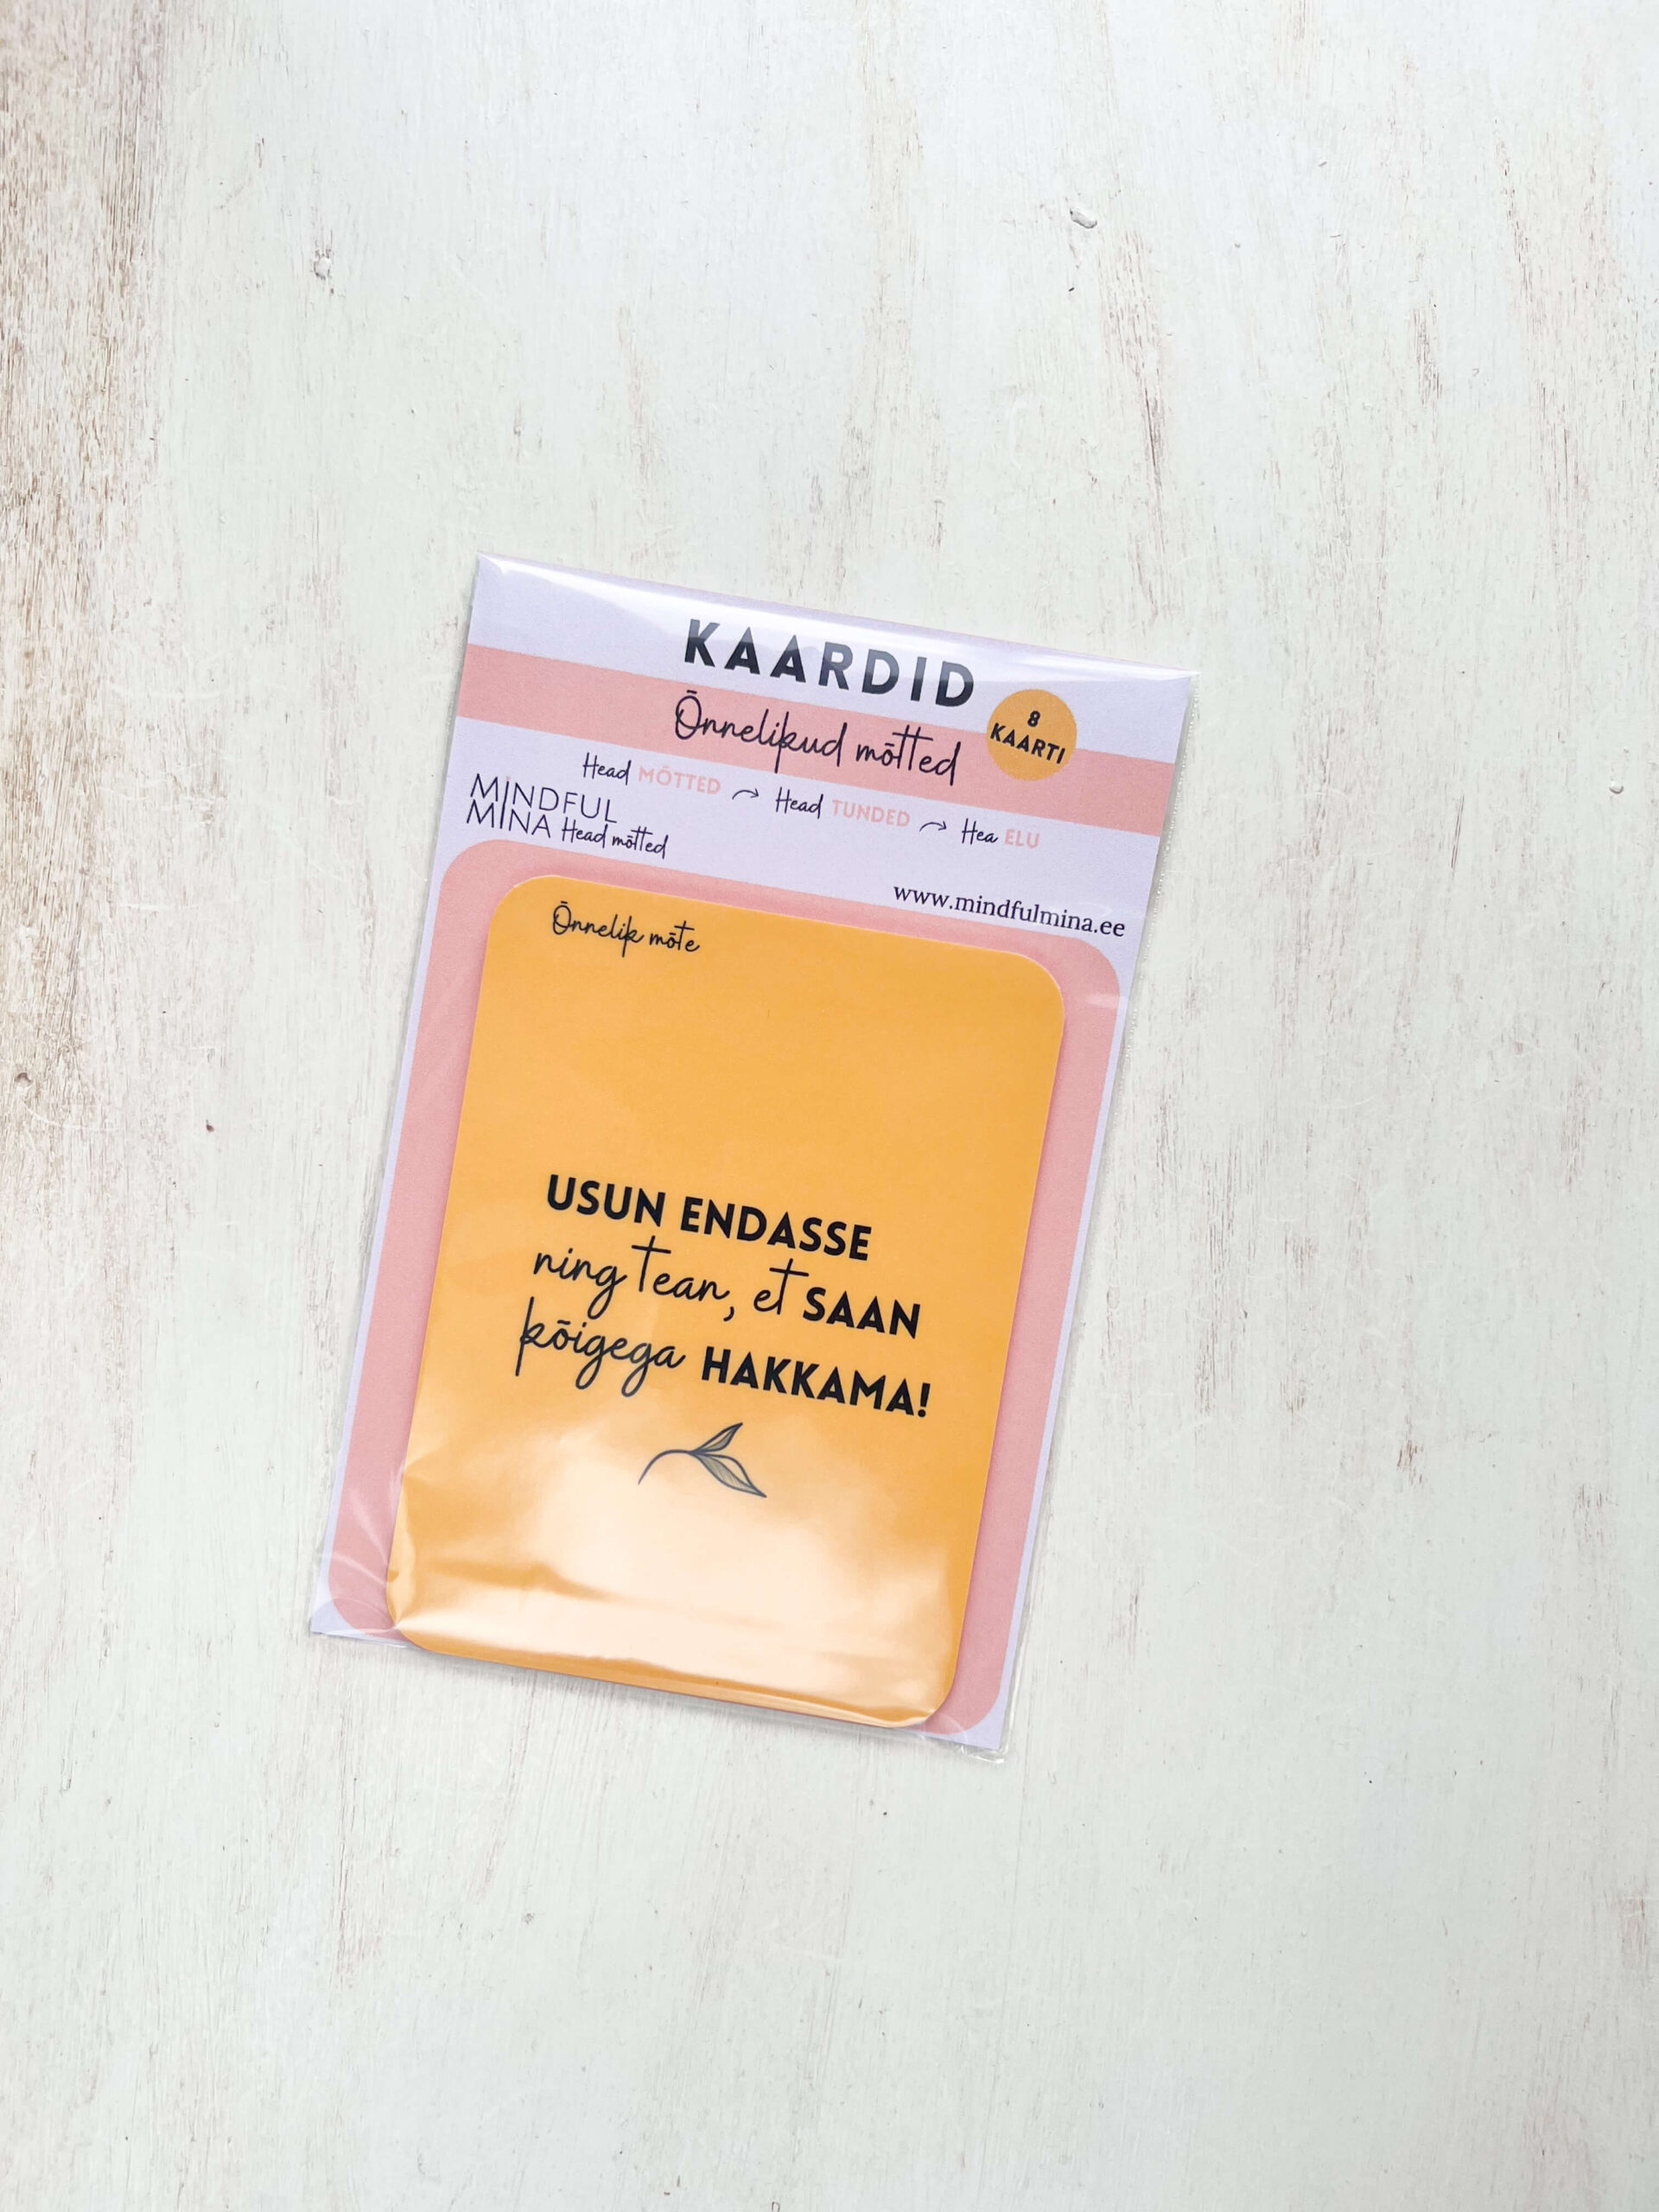 KAARDID
Õnnelikud mõtted
8
KAARTI
Head MÕTTED Head TUNDED Hea ELU
MINDFUL
MINA Head mõtted
www.mindfulmina.ee
Õnnelik mõte
USUN ENDASSE
ning tean, et SAAN
kõigega HAKKAMA!